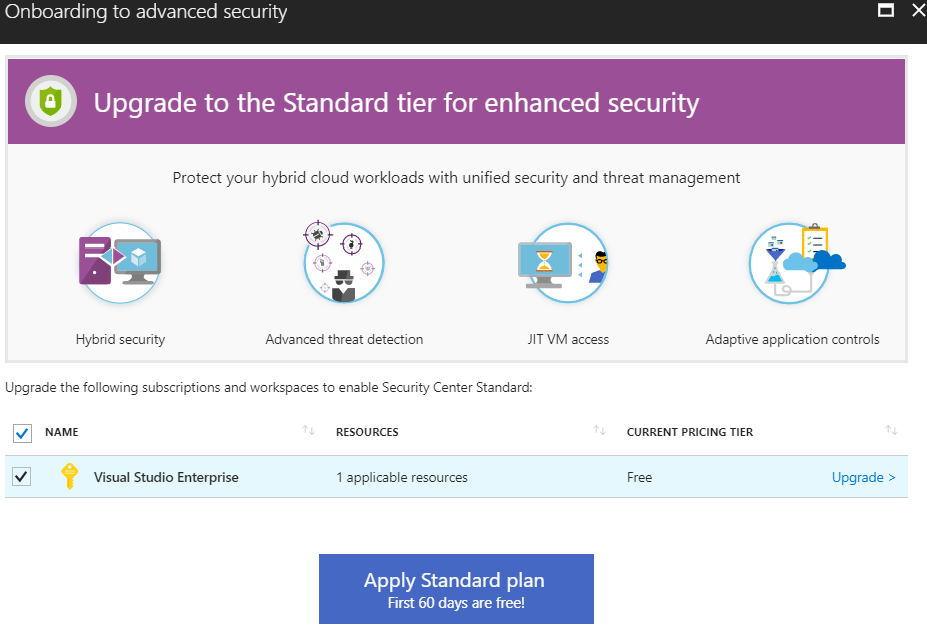 Onboarding to advanced security
Upgrade to the Standard tier for enhanced security
Protect your hybrid cloud workloads with unified security and threat management
Hybrid security
Advanced threat detection
JIT VM access
Adaptive application controls
Upgrade the following subscriptions and workspaces to enable Security Center Standard:
NAME RESOURCES CURRENT PRICING TIER
Visual Studio Enterprise 1 applicable resources Free Upgrade >
Apply Standard plan
First 60 days are free!